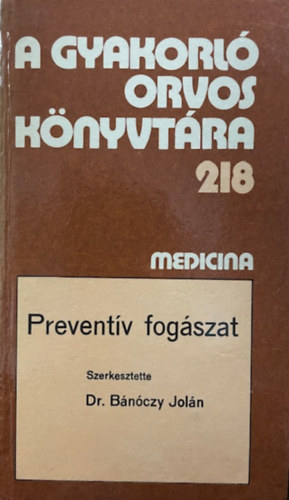 A GYAKORLÓ
ORVOS
KÖNYVTÁRA
218
MEDICINA
Preventív fogászat
Szerkesztette
Dr. Bánóczy Jolán